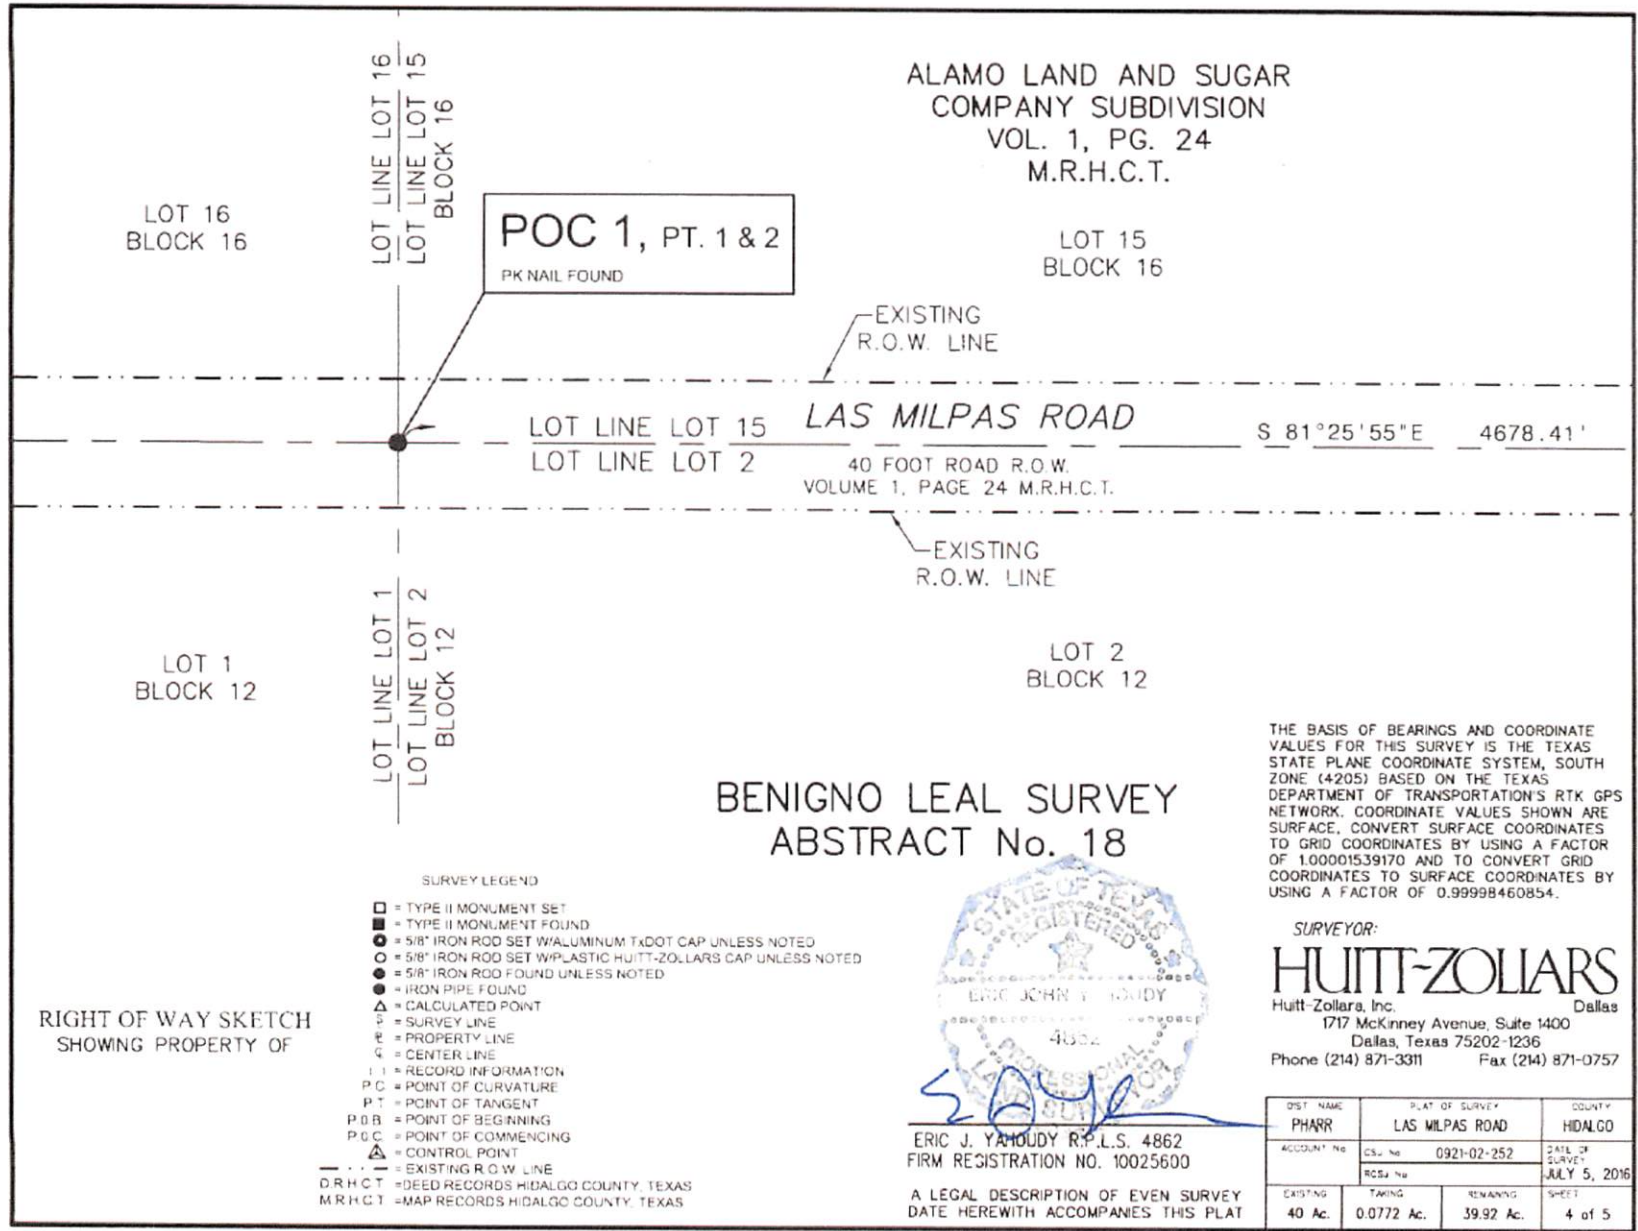 ALAMO LAND AND SUGAR
COMPANY SUBDIVISION
VOL. 1, PG. 24
M.R.H.C.T.
LOT LINE LOT 16
LOT LINE LOT 15
BLOCK 16
LOT 16
BLOCK 16
POC 1, PT. 1 & 2
PK NAIL FOUND
LOT 15
BLOCK 16
EXISTING
R.O.W. LINE
LOT LINE LOT 15
LOT LINE LOT 2
LAS MILPAS ROAD
40 FOOT ROAD R.O.W.
VOLUME 1, PAGE 24 M.R.H.C.T.
S 81°25'55"E 4678.41'
EXISTING
R.O.W. LINE
LOT LINE LOT 1
LOT LINE LOT 2
BLOCK 12
LOT 1
BLOCK 12
LOT 2
BLOCK 12
BENIGNO LEAL SURVEY
ABSTRACT No. 18
THE BASIS OF BEARINGS AND COORDINATE
VALUES FOR THIS SURVEY IS THE TEXAS
STATE PLANE COORDINATE SYSTEM, SOUTH
ZONE (4205) BASED ON THE TEXAS
DEPARTMENT OF TRANSPORTATION'S RTK GPS
NETWORK. COORDINATE VALUES SHOWN ARE
SURFACE, CONVERT SURFACE COORDINATES
TO GRID COORDINATES BY USING A FACTOR
OF 1.00001539170 AND TO CONVERT GRID
COORDINATES TO SURFACE COORDINATES BY
USING A FACTOR OF 0.99998460854.
SURVEY LEGEND
= TYPE II MONUMENT SET
= TYPE II MONUMENT FOUND
= 5/8" IRON ROD SET W/ALUMINUM TxDOT CAP UNLESS NOTED
= 5/8" IRON ROD SET W/PLASTIC HUITT-ZOLLARS CAP UNLESS NOTED
= 5/8" IRON ROD FOUND UNLESS NOTED
= IRON PIPE FOUND
= CALCULATED POINT
= SURVEY LINE
= PROPERTY LINE
= CENTER LINE
( ) = RECORD INFORMATION
P.C. = POINT OF CURVATURE
P.T. = POINT OF TANGENT
P.O.B. = POINT OF BEGINNING
P.O.C. = POINT OF COMMENCING
= CONTROL POINT
= EXISTING R.O.W. LINE
D.R.H.C.T. =DEED RECORDS HIDALGO COUNTY, TEXAS
M.R.H.C.T. =MAP RECORDS HIDALGO COUNTY, TEXAS
RIGHT OF WAY SKETCH
SHOWING PROPERTY OF
STATE OF TEXAS
REGISTERED
ERIC JOHN YAHOUDY
4862
PROFESSIONAL
LAND SURVEYOR
ERIC J. YAHOUDY R.P.L.S. 4862
FIRM REGISTRATION NO. 10025600
A LEGAL DESCRIPTION OF EVEN SURVEY
DATE HEREWITH ACCOMPANIES THIS PLAT
SURVEYOR:
HUITT-ZOLLARS
Huitt-Zollars, Inc. Dallas
1717 McKinney Avenue, Suite 1400
Dallas, Texas 75202-1236
Phone (214) 871-3311 Fax (214) 871-0757
DIST. NAME PLAT OF SURVEY COUNTY
PHARR LAS MILPAS ROAD HIDALGO
ACCOUNT No. CSJ No. 0921-02-252 DATE OF SURVEY
RCSJ No. JULY 5, 2016
EXISTING TAKING REMAINING SHEET
40 Ac. 0.0772 Ac. 39.92 Ac. 4 of 5